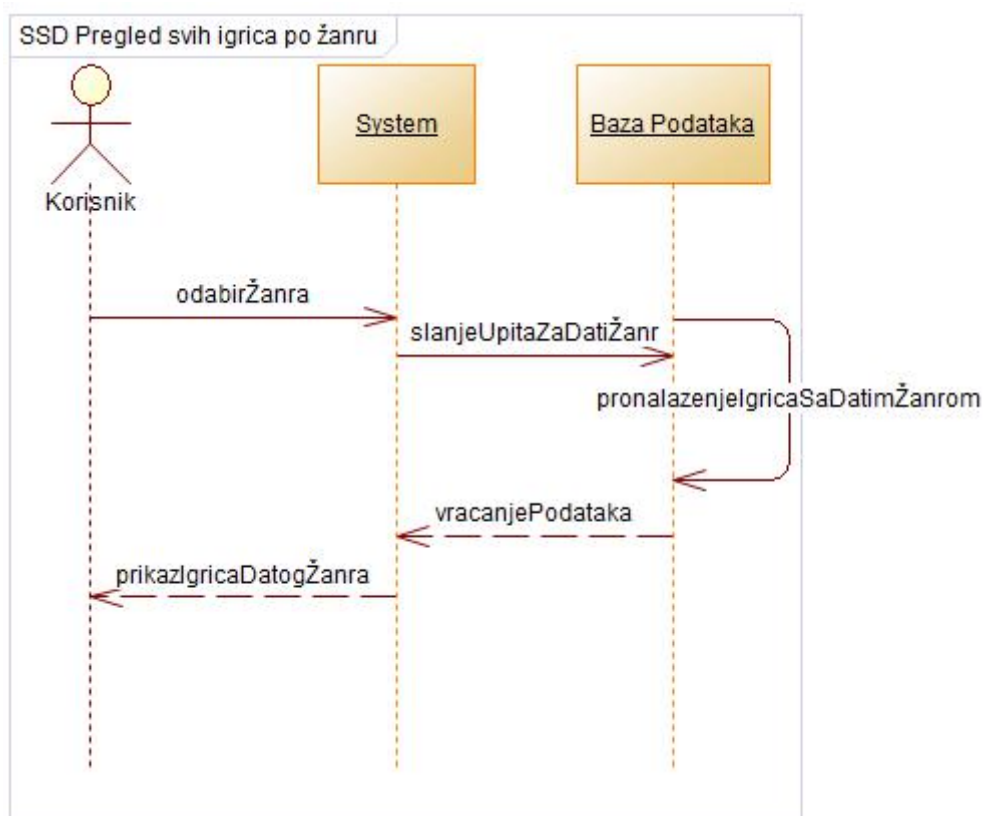 SSD Pregled svih igrica po žanru
System
Baza Podataka
Korisnik
odabirŽanra
slanjeUpitaZaDatiŽanr
pronalazenjeIgricaSaDatimŽanrom
vracanjePodataka
prikazIgricaDatogŽanra